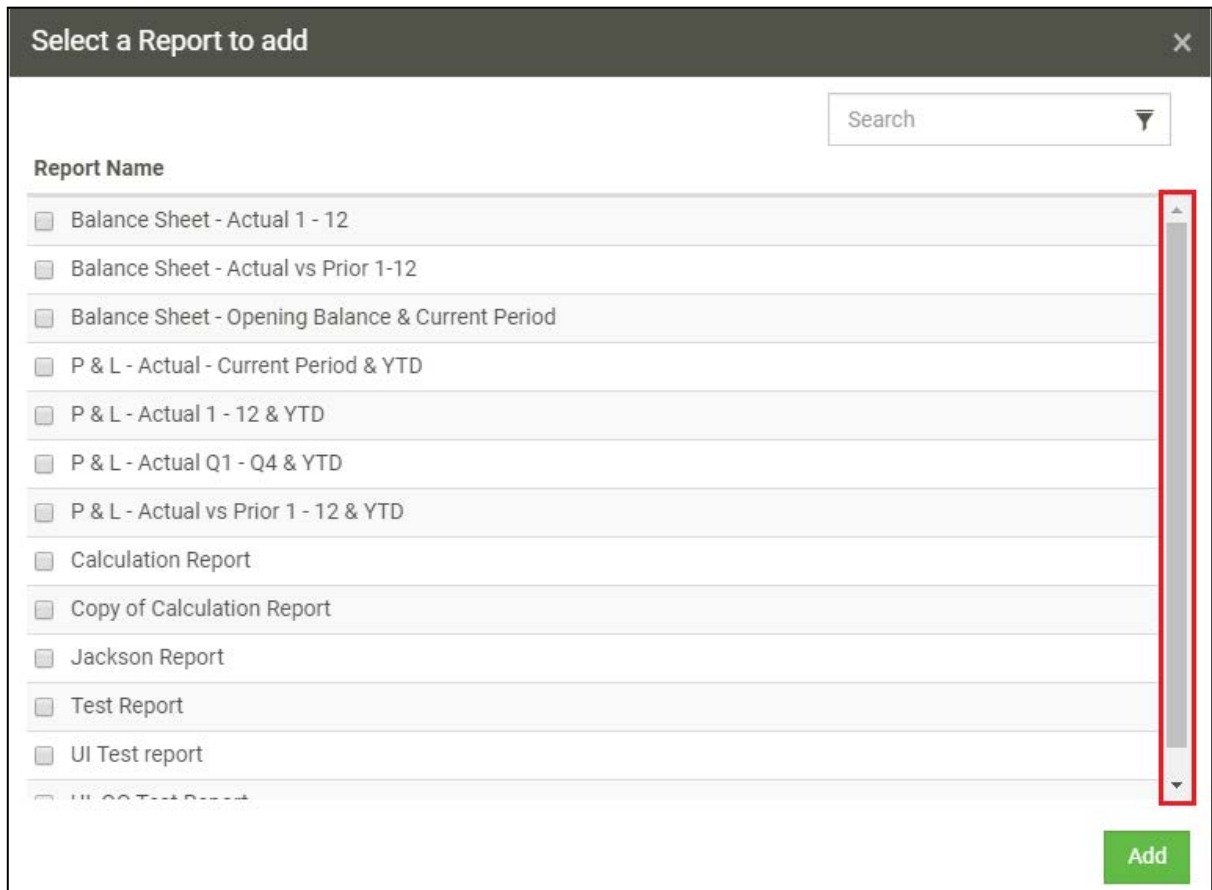 Select a Report to add
Search
Report Name
Balance Sheet - Actual 1 - 12
Balance Sheet - Actual vs Prior 1-12
Balance Sheet - Opening Balance & Current Period
P & L - Actual - Current Period & YTD
P & L - Actual 1 - 12 & YTD
P & L - Actual Q1 - Q4 & YTD
P & L - Actual vs Prior 1 - 12 & YTD
Calculation Report
Copy of Calculation Report
Jackson Report
Test Report
UI Test report
Test Report
Add